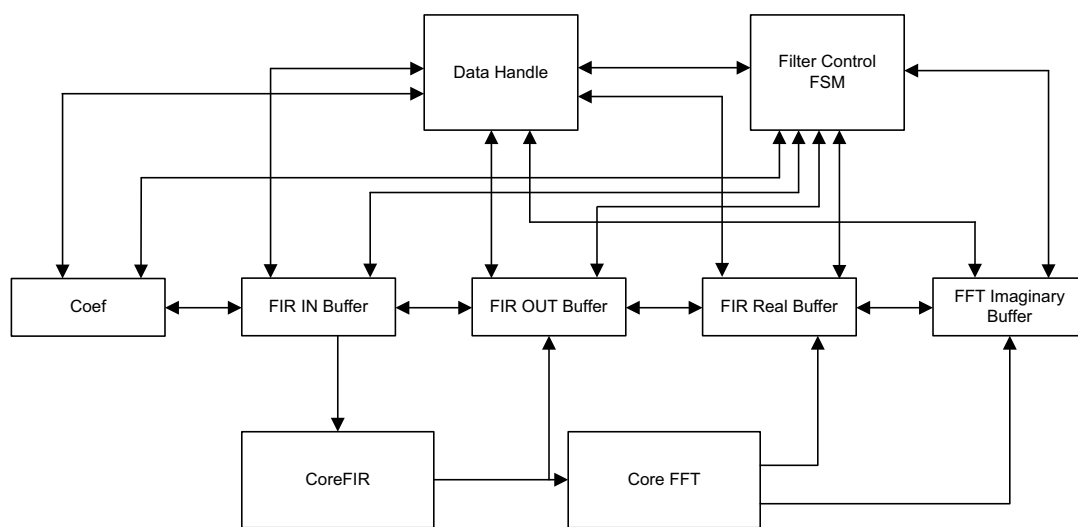 Data Handle
Filter Control
FSM
Coef
FIR IN Buffer
FIR OUT Buffer
FIR Real Buffer
FFT Imaginary
Buffer
CoreFIR
Core FFT